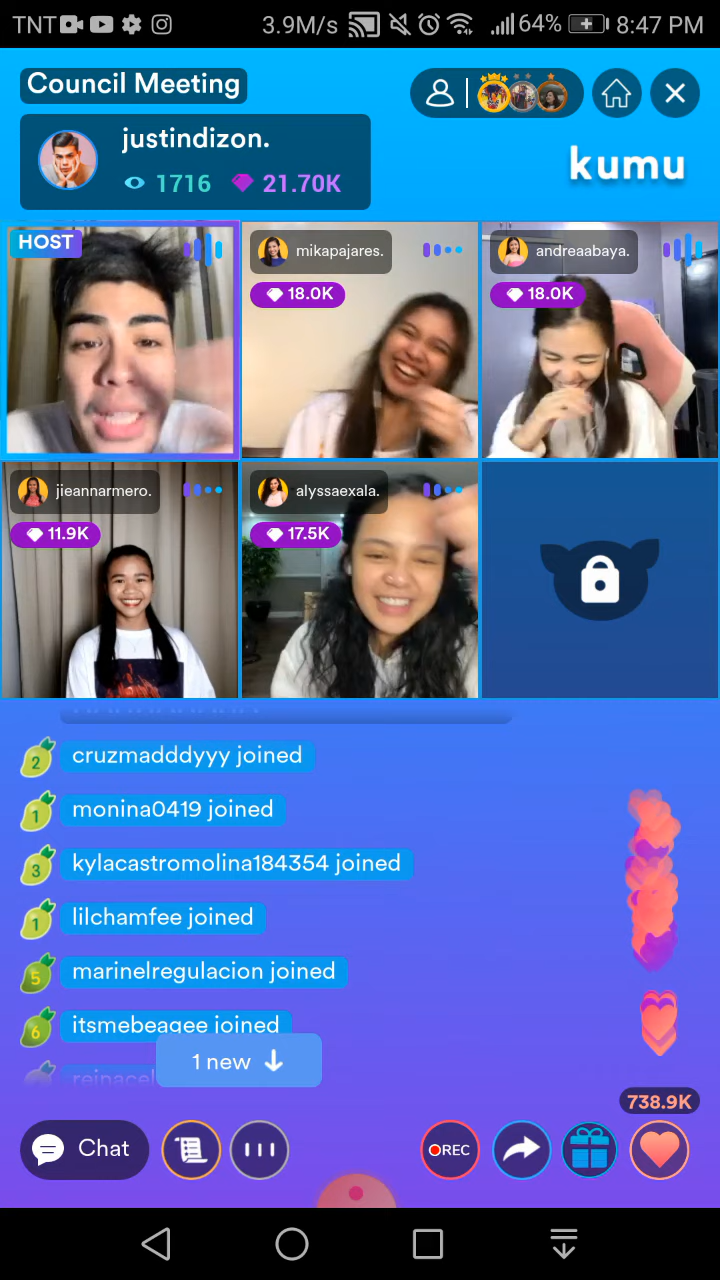 TNT 3.9M/s 64% 8:47 PM
Council Meeting
justindizon.
1716 21.70K
kumu
HOST
mikapajares.
18.0K
andreaabaya.
18.0K
jieannarmero.
11.9K
alyssaexala.
17.5K
2 cruzmadddyyy joined
1 monina0419 joined
3 kylacastromolina184354 joined
1 lilchamfee joined
5 marinelregulacion joined
6 itsmebeagee joined
reinacel
1 new
738.9K
Chat
REC